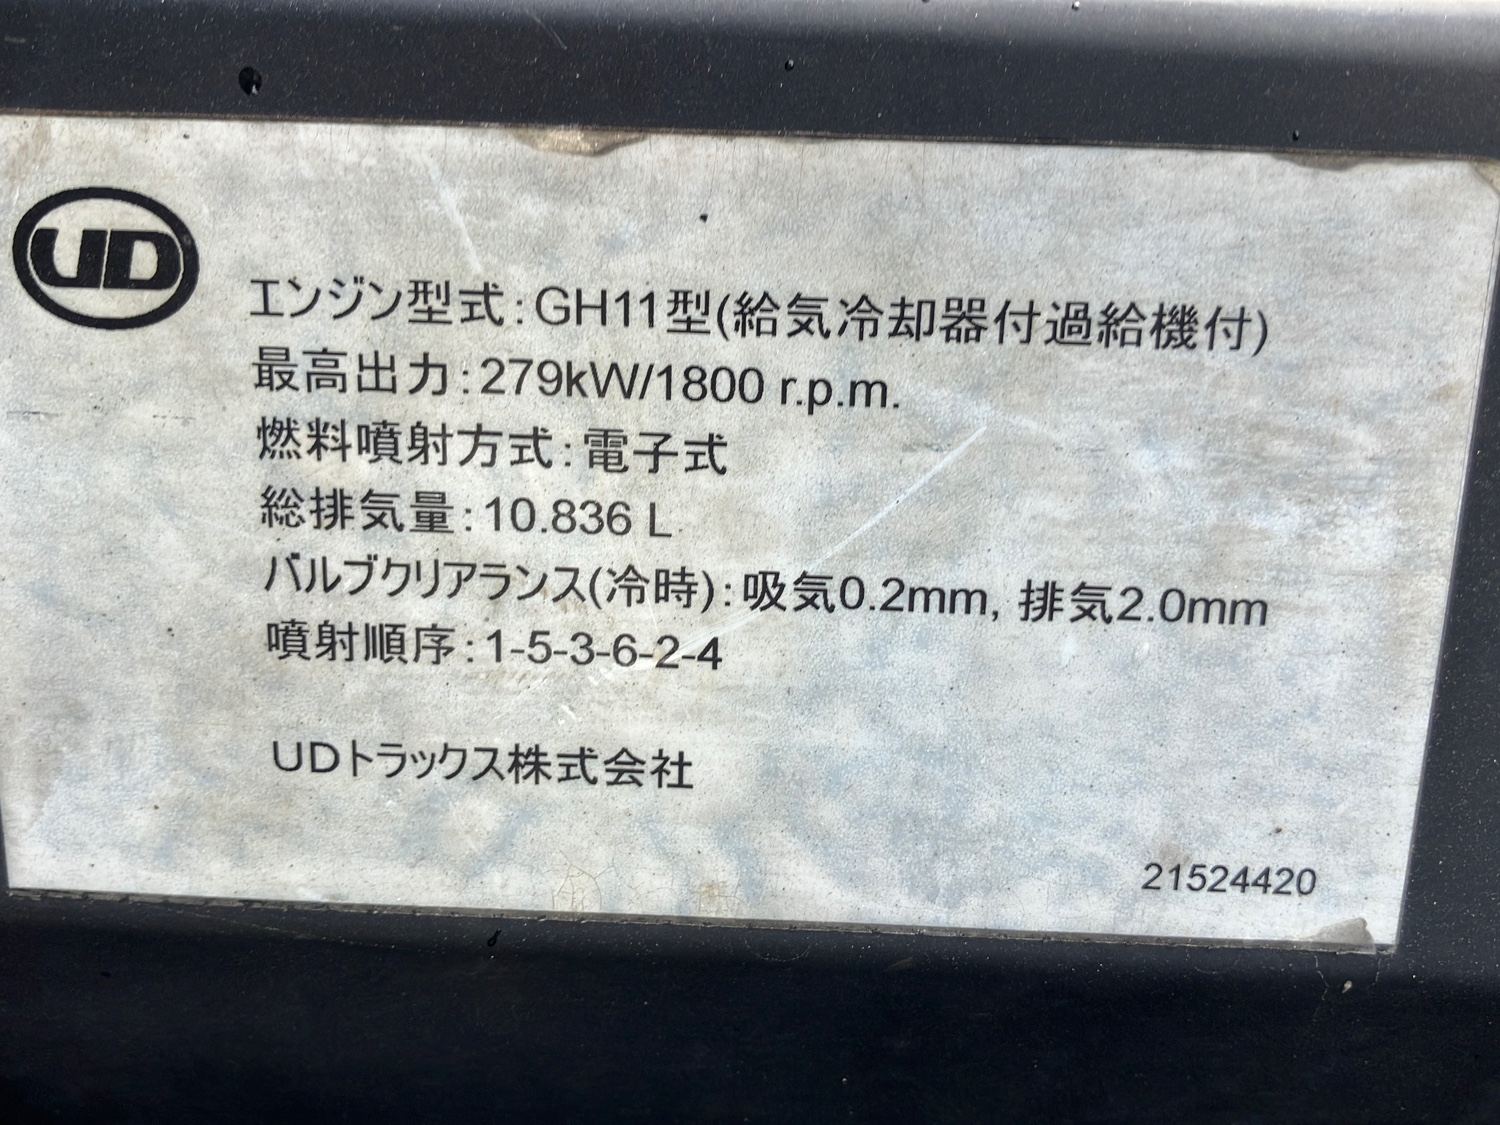 UD
エンジン型式：GH11型(給気冷却器付過給機付)
最高出力：279kW/1800 r.p.m.
燃料噴射方式：電子式
総排気量：10.836 L
バルブクリアランス(冷時)：吸気0.2mm, 排気2.0mm
噴射順序：1-5-3-6-2-4
UDトラックス株式会社
21524420